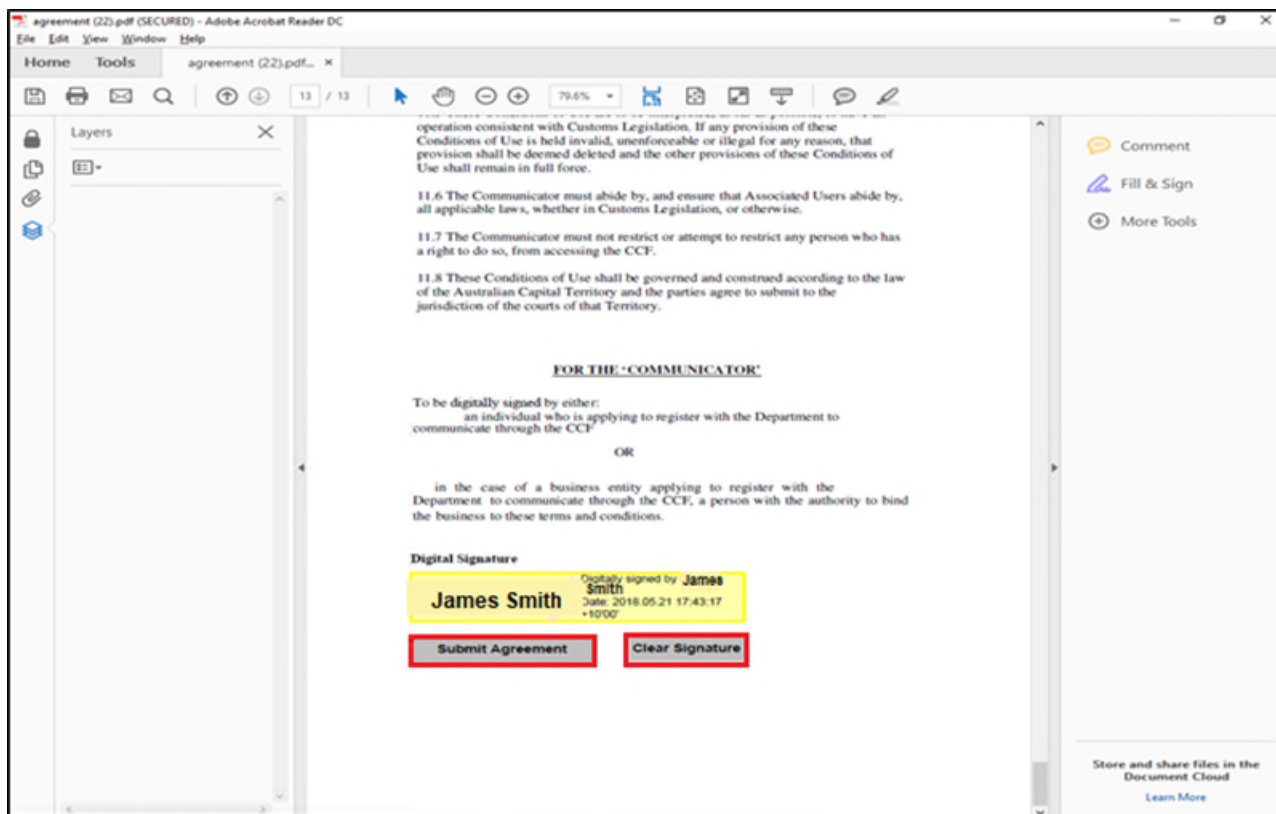 agreement (22).pdf (SECURED) - Adobe Acrobat Reader DC
File Edit View Window Help
Home Tools agreement (22).pdf... ×
13 / 13 79.6%
Layers
operation consistent with Customs Legislation. If any provision of these
Conditions of Use is held invalid, unenforceable or illegal for any reason, that
provision shall be deemed deleted and the other provisions of these Conditions of
Use shall remain in full force.
11.6 The Communicator must abide by, and ensure that Associated Users abide by,
all applicable laws, whether in Customs Legislation, or otherwise.
11.7 The Communicator must not restrict or attempt to restrict any person who has
a right to do so, from accessing the CCF.
11.8 These Conditions of Use shall be governed and construed according to the law
of the Australian Capital Territory and the parties agree to submit to the
jurisdiction of the courts of that Territory.
FOR THE ‘COMMUNICATOR’
To be digitally signed by either:
an individual who is applying to register with the Department to
communicate through the CCF
OR
in the case of a business entity applying to register with the
Department to communicate through the CCF, a person with the authority to bind
the business to these terms and conditions.
Digital Signature
James Smith
Digitally signed by James
Smith
Date: 2018.05.21 17:43:17
+10'00'
Submit Agreement Clear Signature
Comment
Fill & Sign
More Tools
Store and share files in the
Document Cloud
Learn More